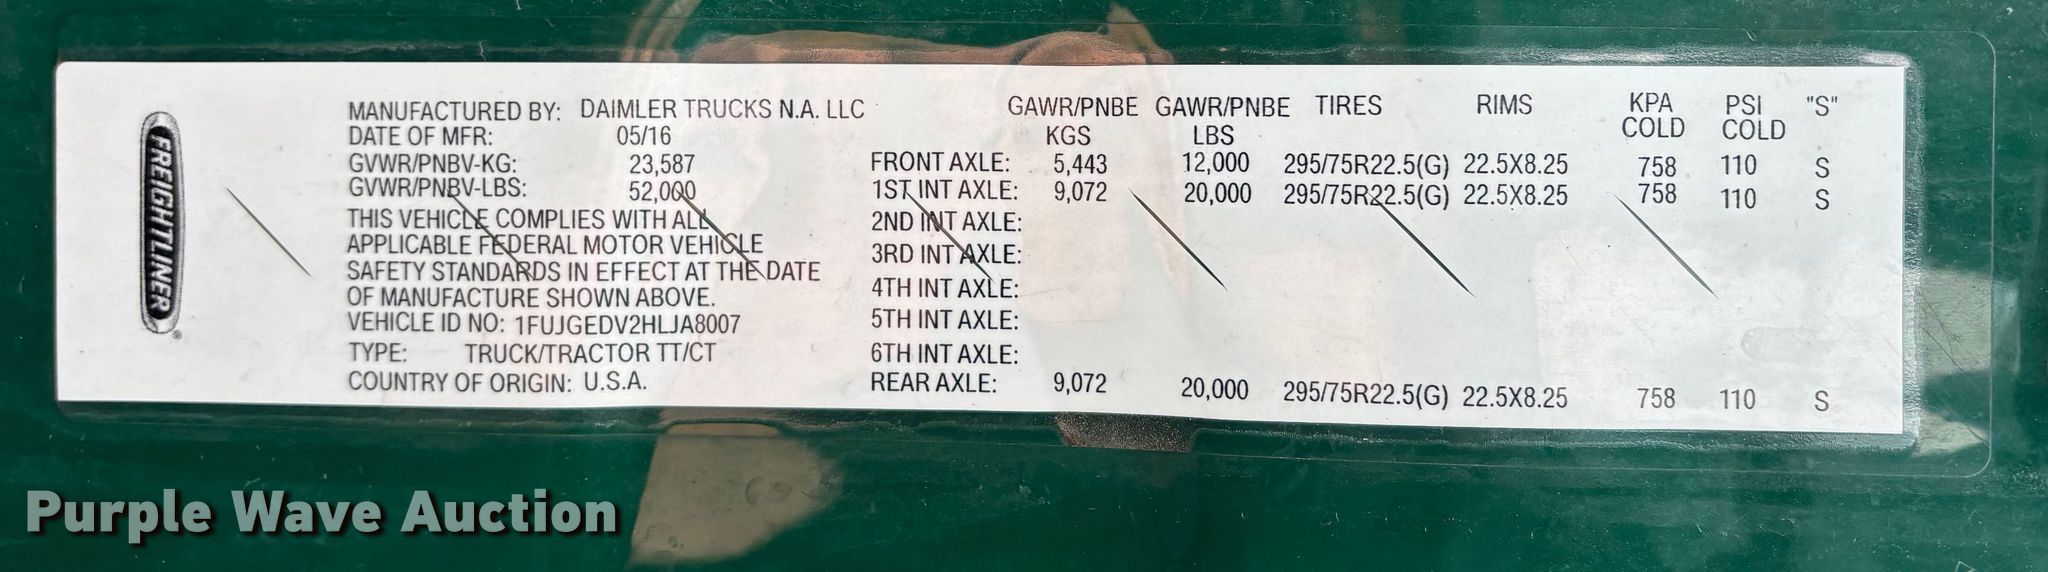 FREIGHTLINER
®
MANUFACTURED BY: DAIMLER TRUCKS N.A. LLC
DATE OF MFR: 05/16
GVWR/PNBV-KG: 23,587
GVWR/PNBV-LBS: 52,000
THIS VEHICLE COMPLIES WITH ALL
APPLICABLE FEDERAL MOTOR VEHICLE
SAFETY STANDARDS IN EFFECT AT THE DATE
OF MANUFACTURE SHOWN ABOVE.
VEHICLE ID NO: 1FUJGEDV2HLJA8007
TYPE: TRUCK/TRACTOR TT/CT
COUNTRY OF ORIGIN: U.S.A.
GAWR/PNBE GAWR/PNBE TIRES RIMS KPA PSI "S"
KGS LBS COLD COLD
FRONT AXLE: 5,443 12,000 295/75R22.5(G) 22.5X8.25 758 110 S
1ST INT AXLE: 9,072 20,000 295/75R22.5(G) 22.5X8.25 758 110 S
2ND INT AXLE:
3RD INT AXLE:
4TH INT AXLE:
5TH INT AXLE:
6TH INT AXLE:
REAR AXLE: 9,072 20,000 295/75R22.5(G) 22.5X8.25 758 110 S
Purple Wave Auction